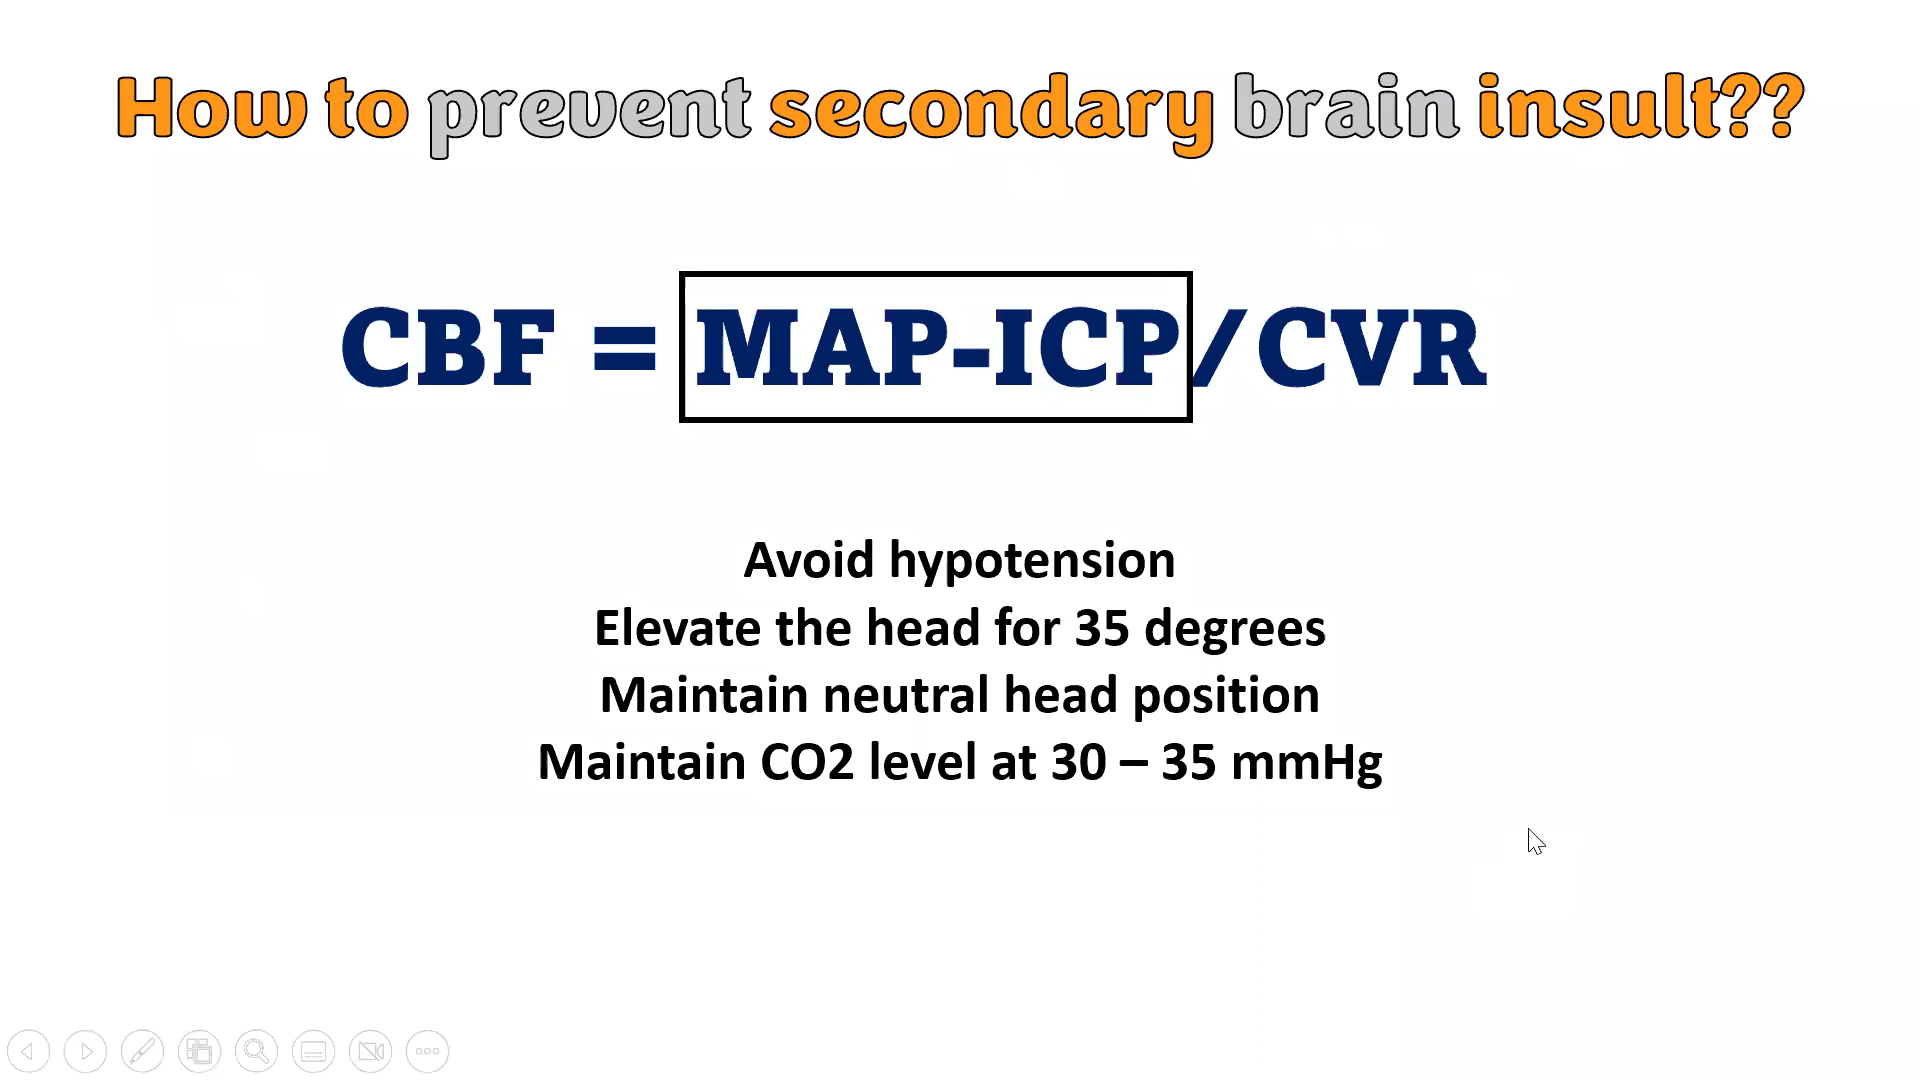 How to prevent secondary brain insult??
CBF = MAP-ICP/CVR
Avoid hypotension
Elevate the head for 35 degrees
Maintain neutral head position
Maintain CO2 level at 30 – 35 mmHg